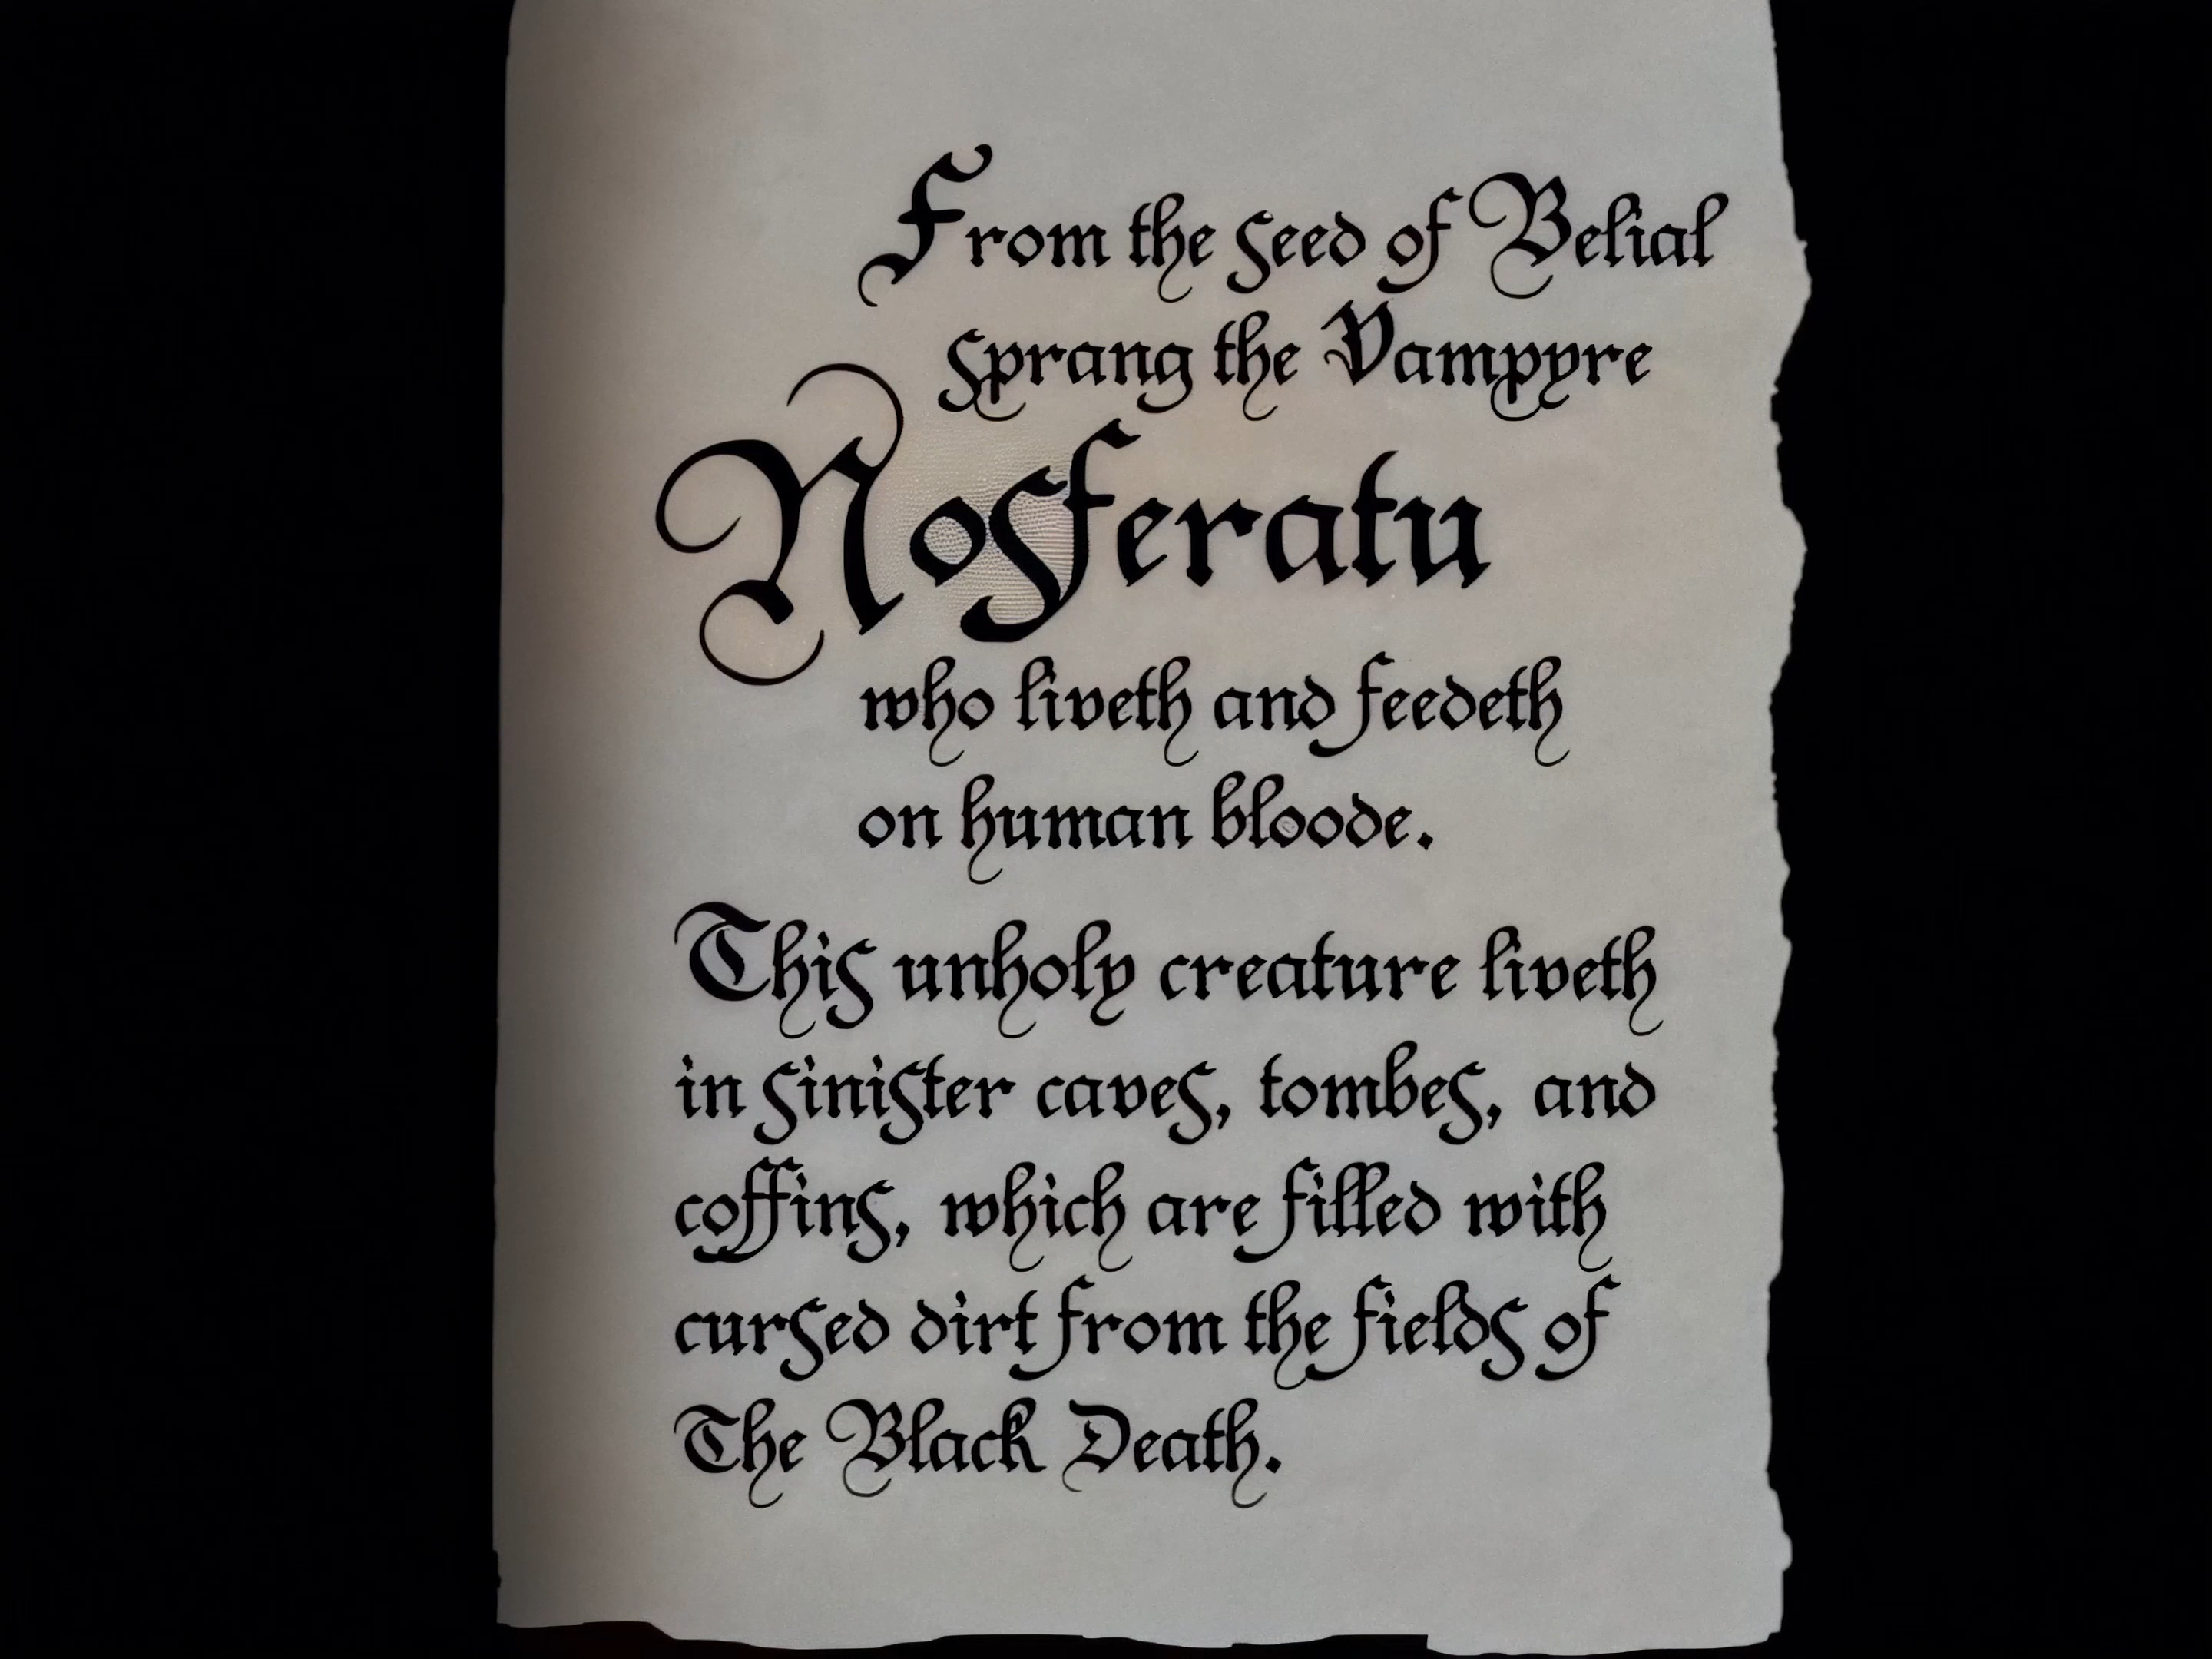 From the seed of Belial
sprang the Vampyre
Nosferatu
who liveth and feedeth
on human bloode.
This unholy creature liveth
in sinister caves, tombes, and
coffins, which are filled with
cursed dirt from the fields of
The Black Death.